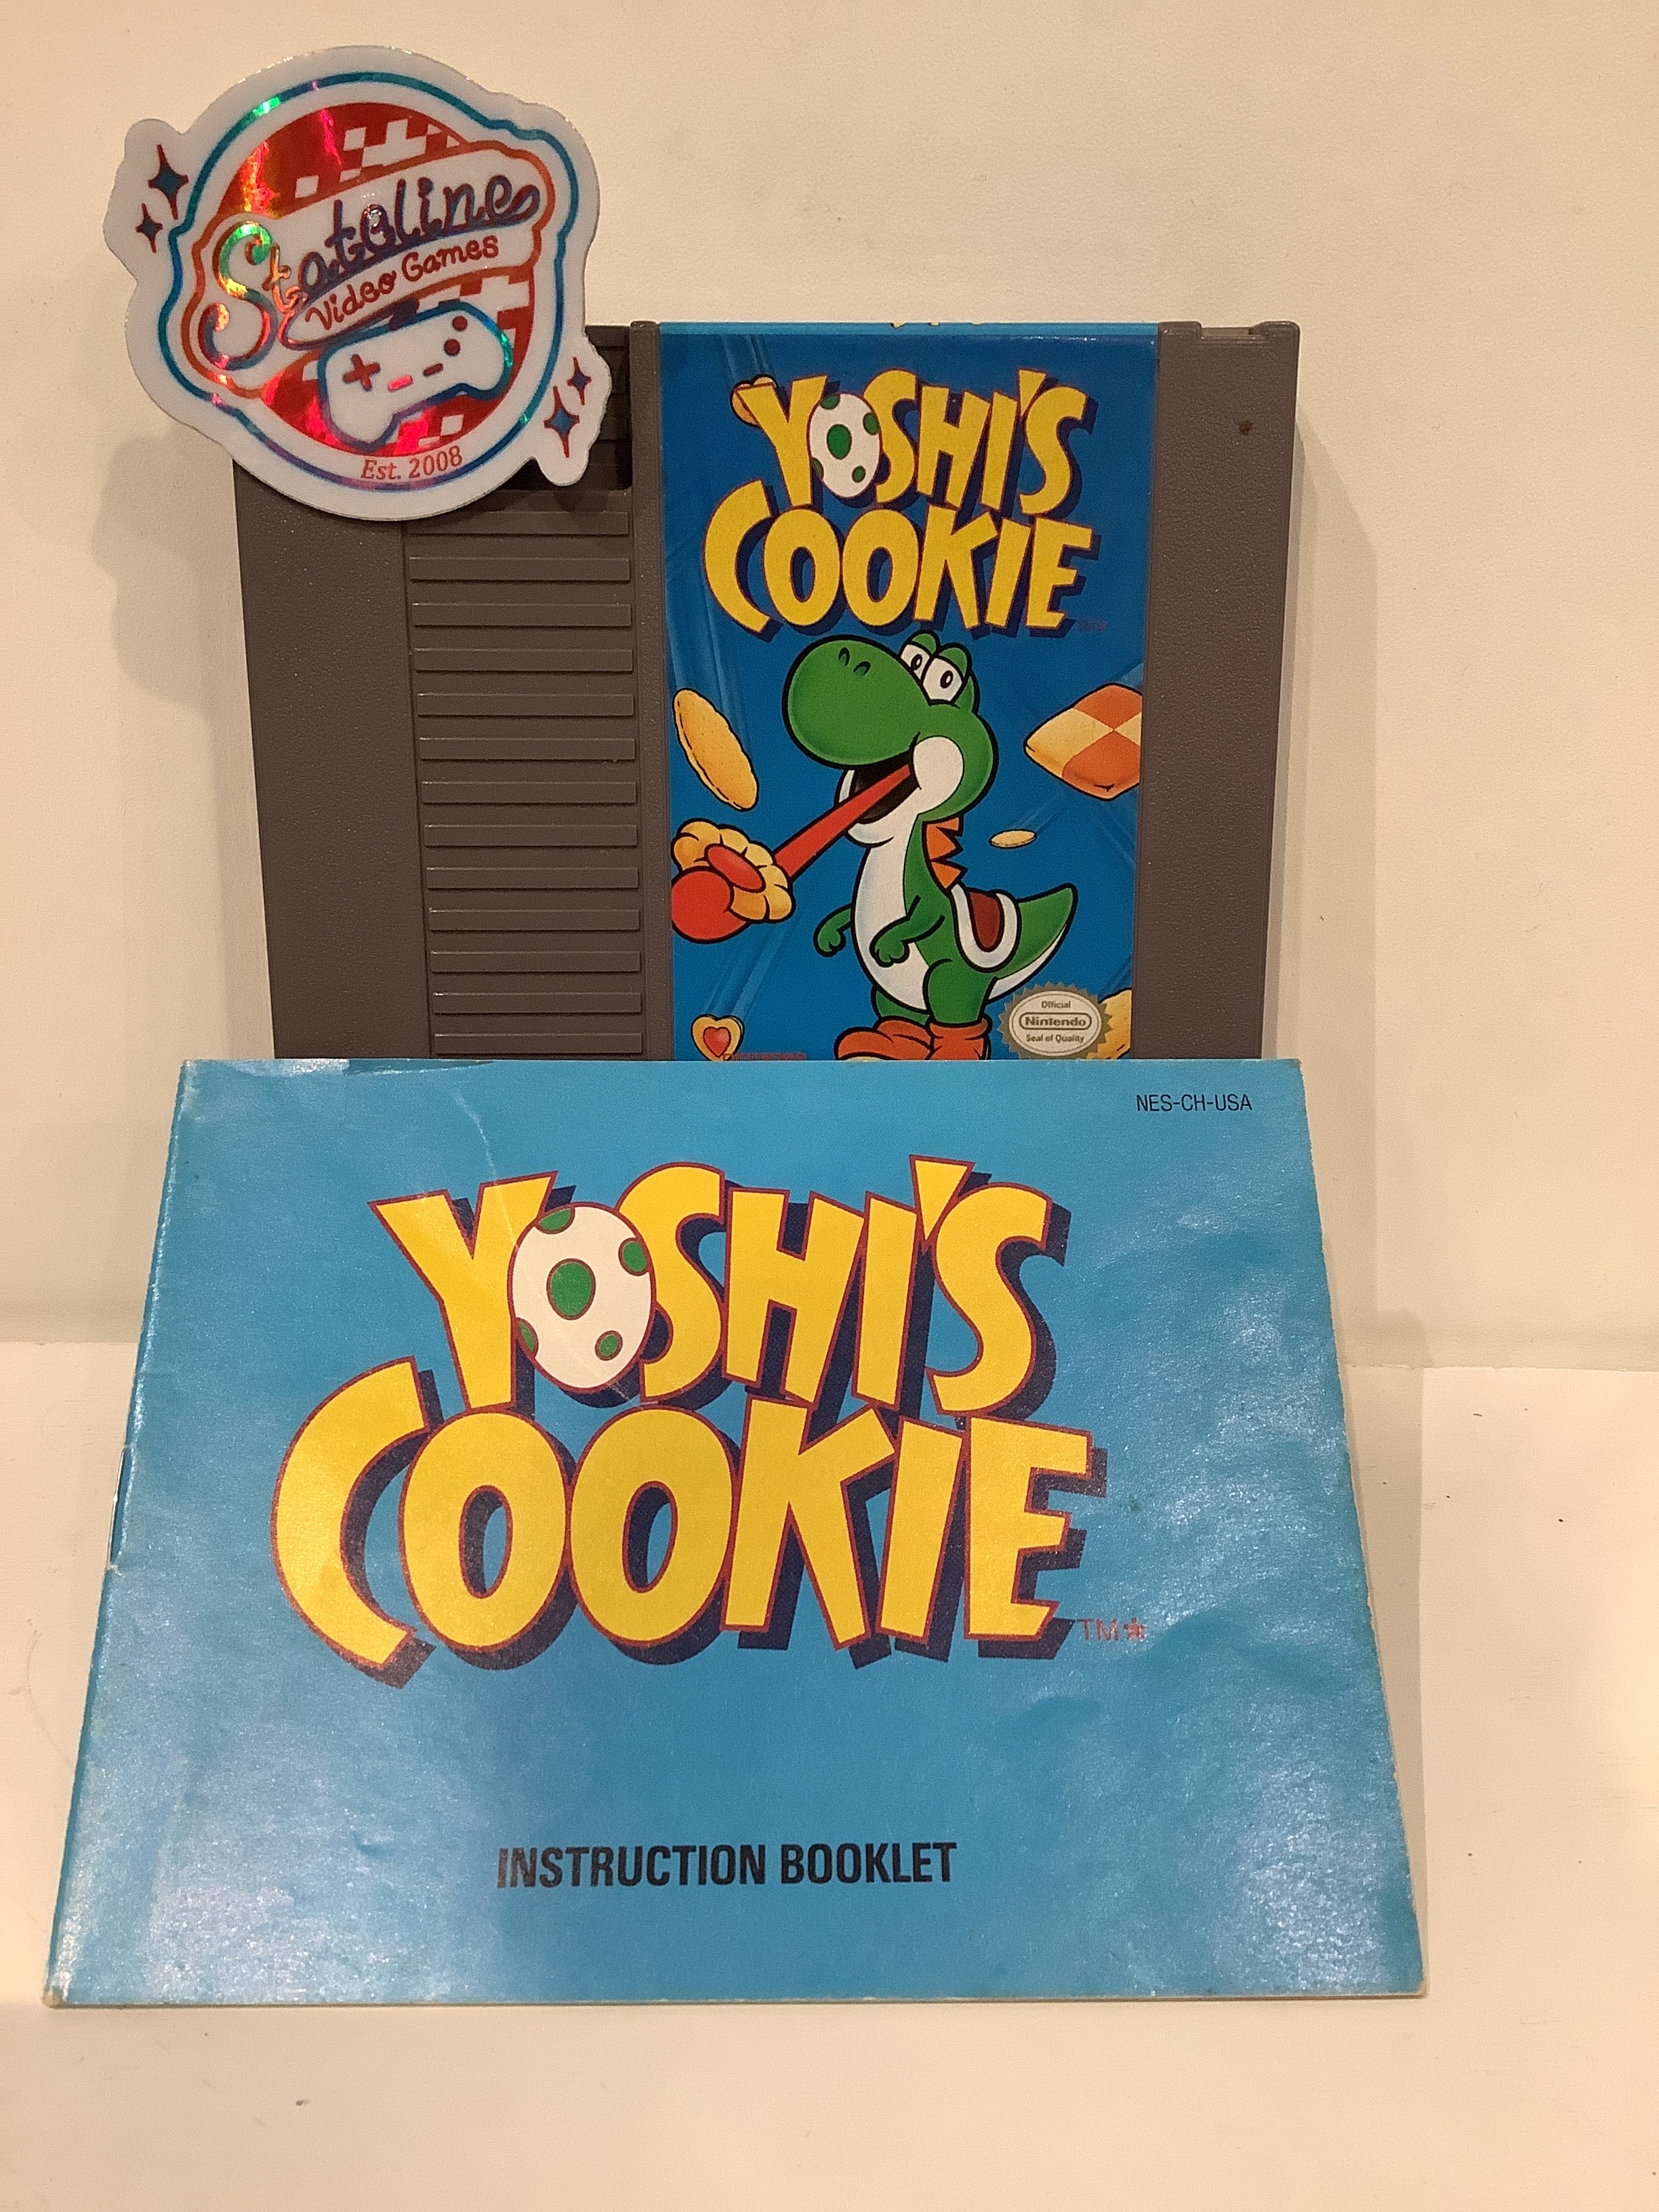 Stateline
Video Games
Est. 2008
YOSHI'S
COOKIE
Official
Nintendo
Seal of Quality
NES-CH-USA
YOSHI'S
COOKIE
TM*
INSTRUCTION BOOKLET